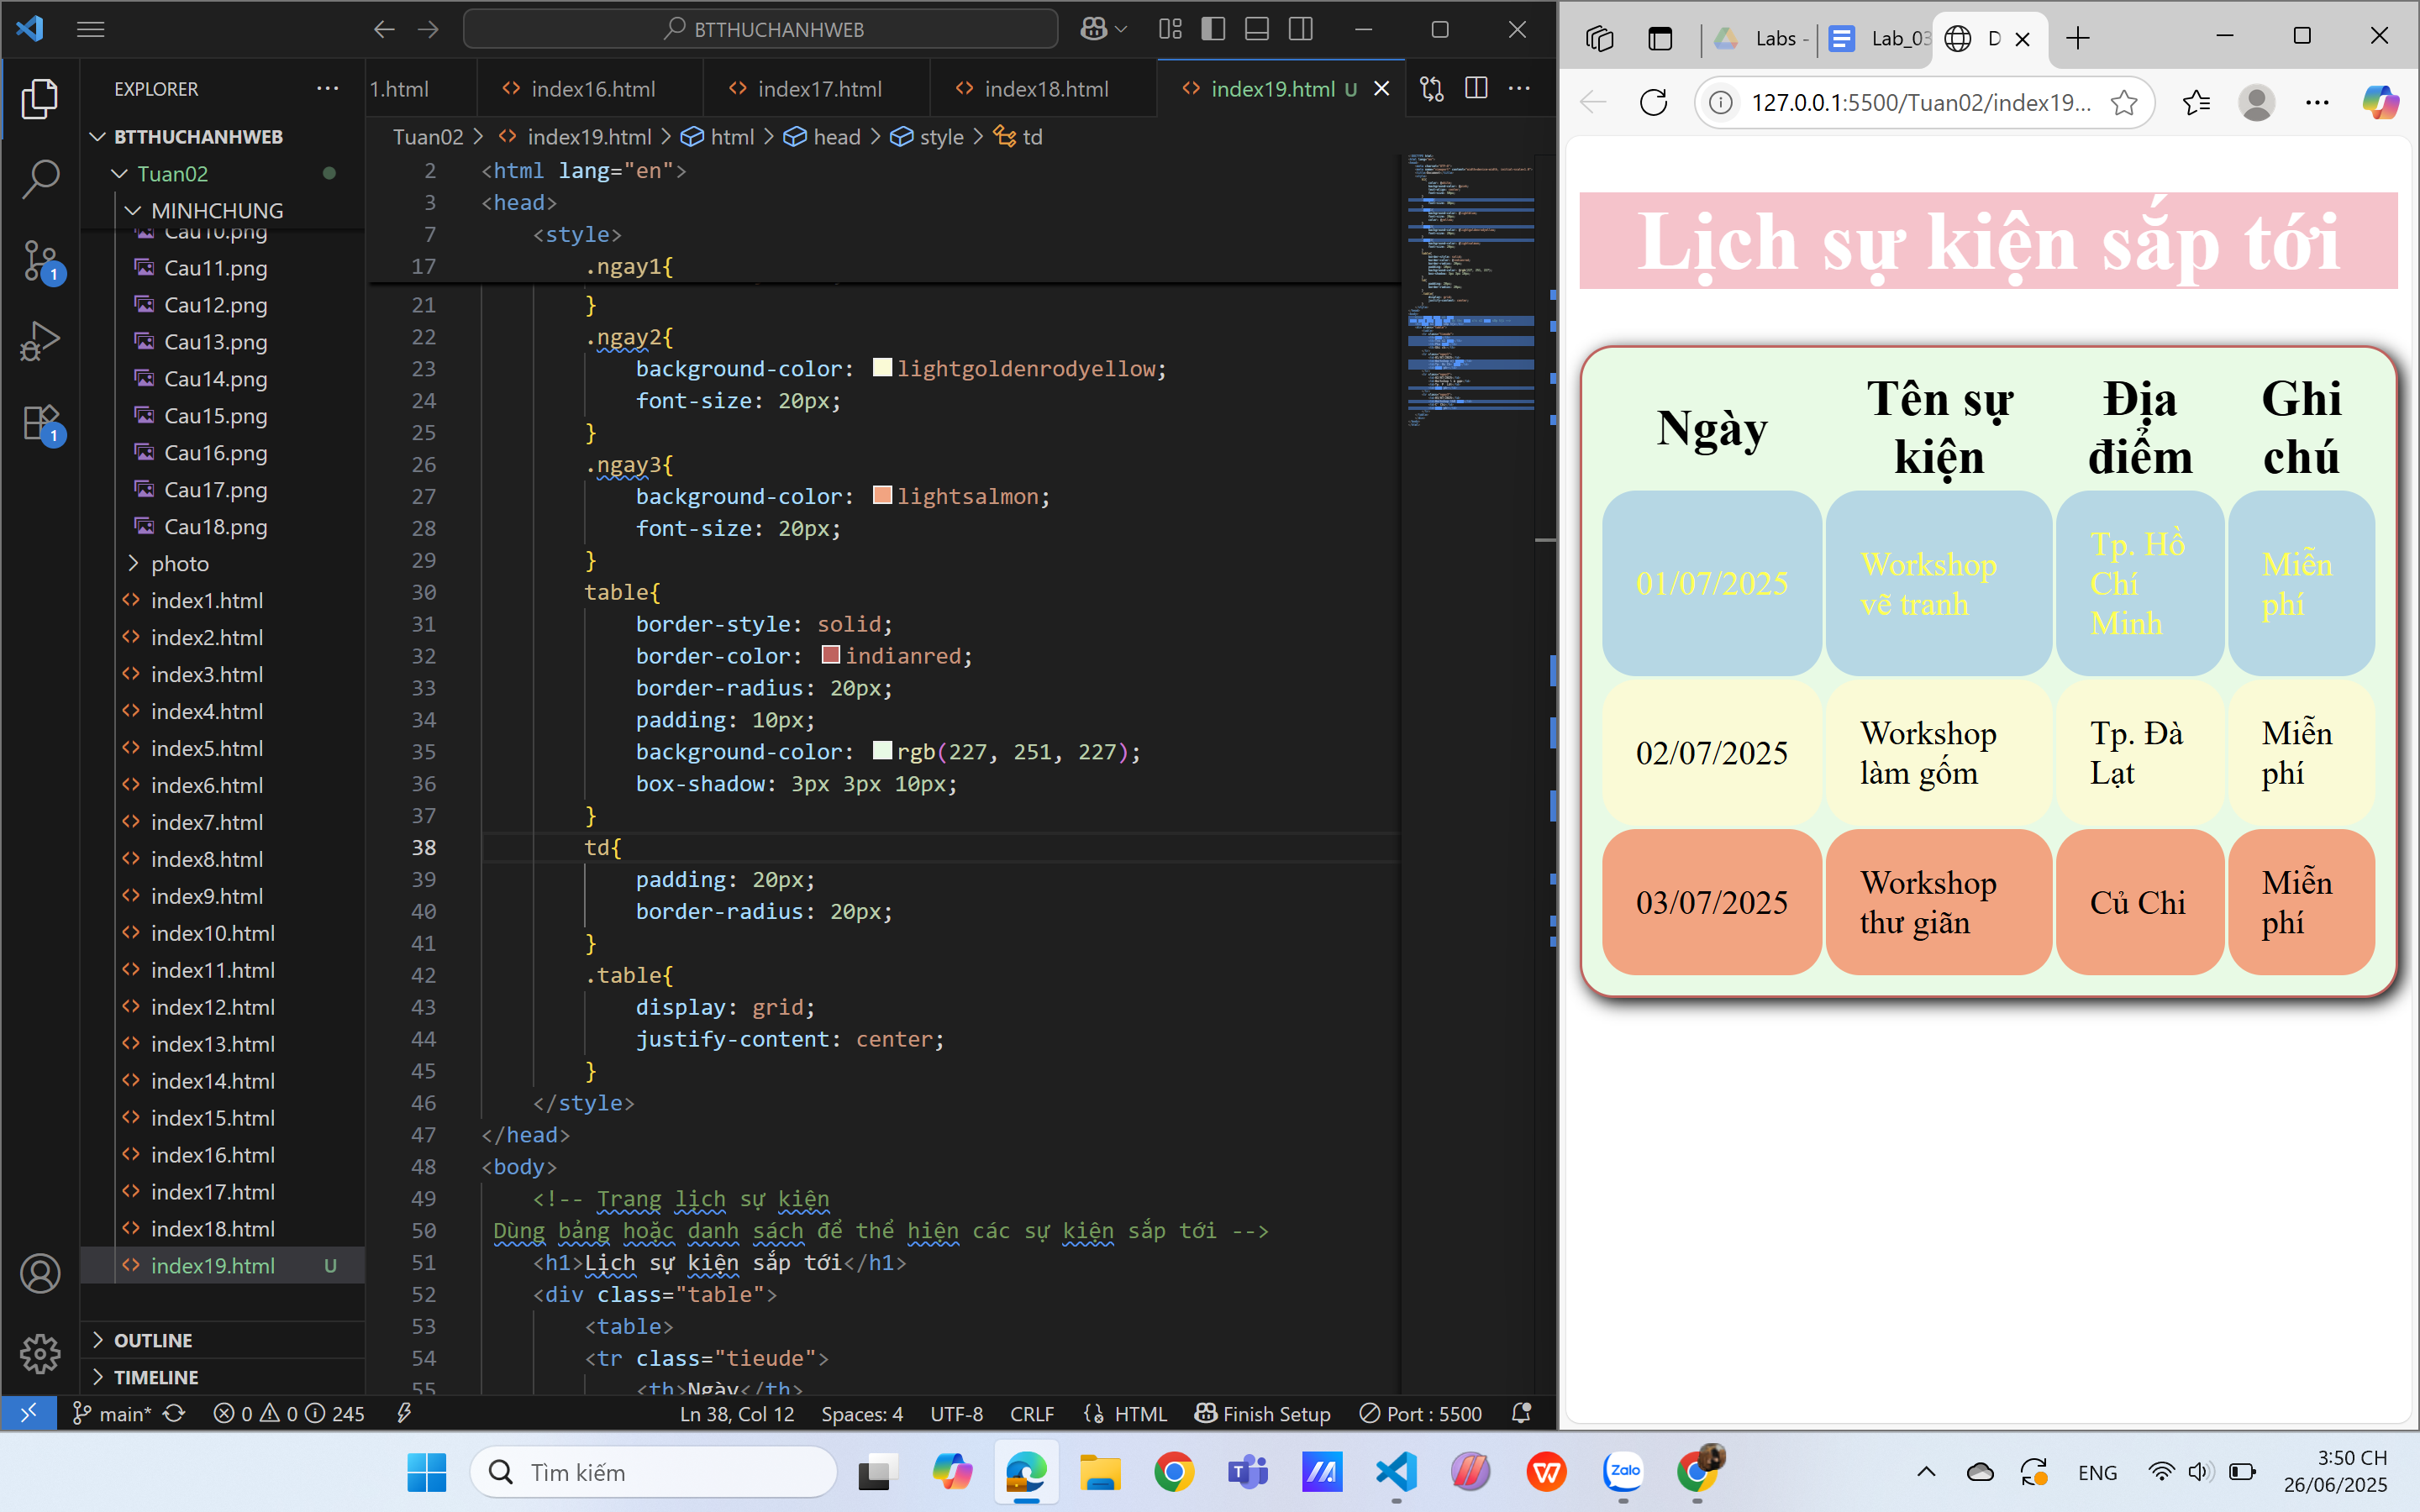 BTTHUCHANHWEB
EXPLORER
BTTHUCHANHWEB
Tuan02
MINHCHUNG
Cau10.png
Cau11.png
Cau12.png
Cau13.png
Cau14.png
Cau15.png
Cau16.png
Cau17.png
Cau18.png
photo
index1.html
index2.html
index3.html
index4.html
index5.html
index6.html
index7.html
index8.html
index9.html
index10.html
index11.html
index12.html
index13.html
index14.html
index15.html
index16.html
index17.html
index18.html
index19.html U
OUTLINE
TIMELINE
1.html index16.html index17.html index18.html index19.html U
Tuan02 > index19.html > html > head > style > td
2 <html lang="en">
3 <head>
7 <style>
17 .ngay1{
21 }
22 .ngay2{
23 background-color: lightgoldenrodyellow;
24 font-size: 20px;
25 }
26 .ngay3{
27 background-color: lightsalmon;
28 font-size: 20px;
29 }
30 table{
31 border-style: solid;
32 border-color: indianred;
33 border-radius: 20px;
34 padding: 10px;
35 background-color: rgb(227, 251, 227);
36 box-shadow: 3px 3px 10px;
37 }
38 td{
39 padding: 20px;
40 border-radius: 20px;
41 }
42 .table{
43 display: grid;
44 justify-content: center;
45 }
46 </style>
47 </head>
48 <body>
49 <!-- Trang lịch sự kiện
50 Dùng bảng hoặc danh sách để thể hiện các sự kiện sắp tới -->
51 <h1>Lịch sự kiện sắp tới</h1>
52 <div class="table">
53 <table>
54 <tr class="tieude">
55 <th>Ngày</th>
main* 0 0 245 Ln 38, Col 12 Spaces: 4 UTF-8 CRLF HTML Finish Setup Port : 5500
Labs - Lab_03 D
127.0.0.1:5500/Tuan02/index19...
Lịch sự kiện sắp tới
Ngày Tên sự kiện Địa điểm Ghi chú
01/07/2025 Workshop vẽ tranh Tp. Hồ Chí Minh Miễn phí
02/07/2025 Workshop làm gốm Tp. Đà Lạt Miễn phí
03/07/2025 Workshop thư giãn Củ Chi Miễn phí
Tìm kiếm
Zalo
ENG
3:50 CH
26/06/2025